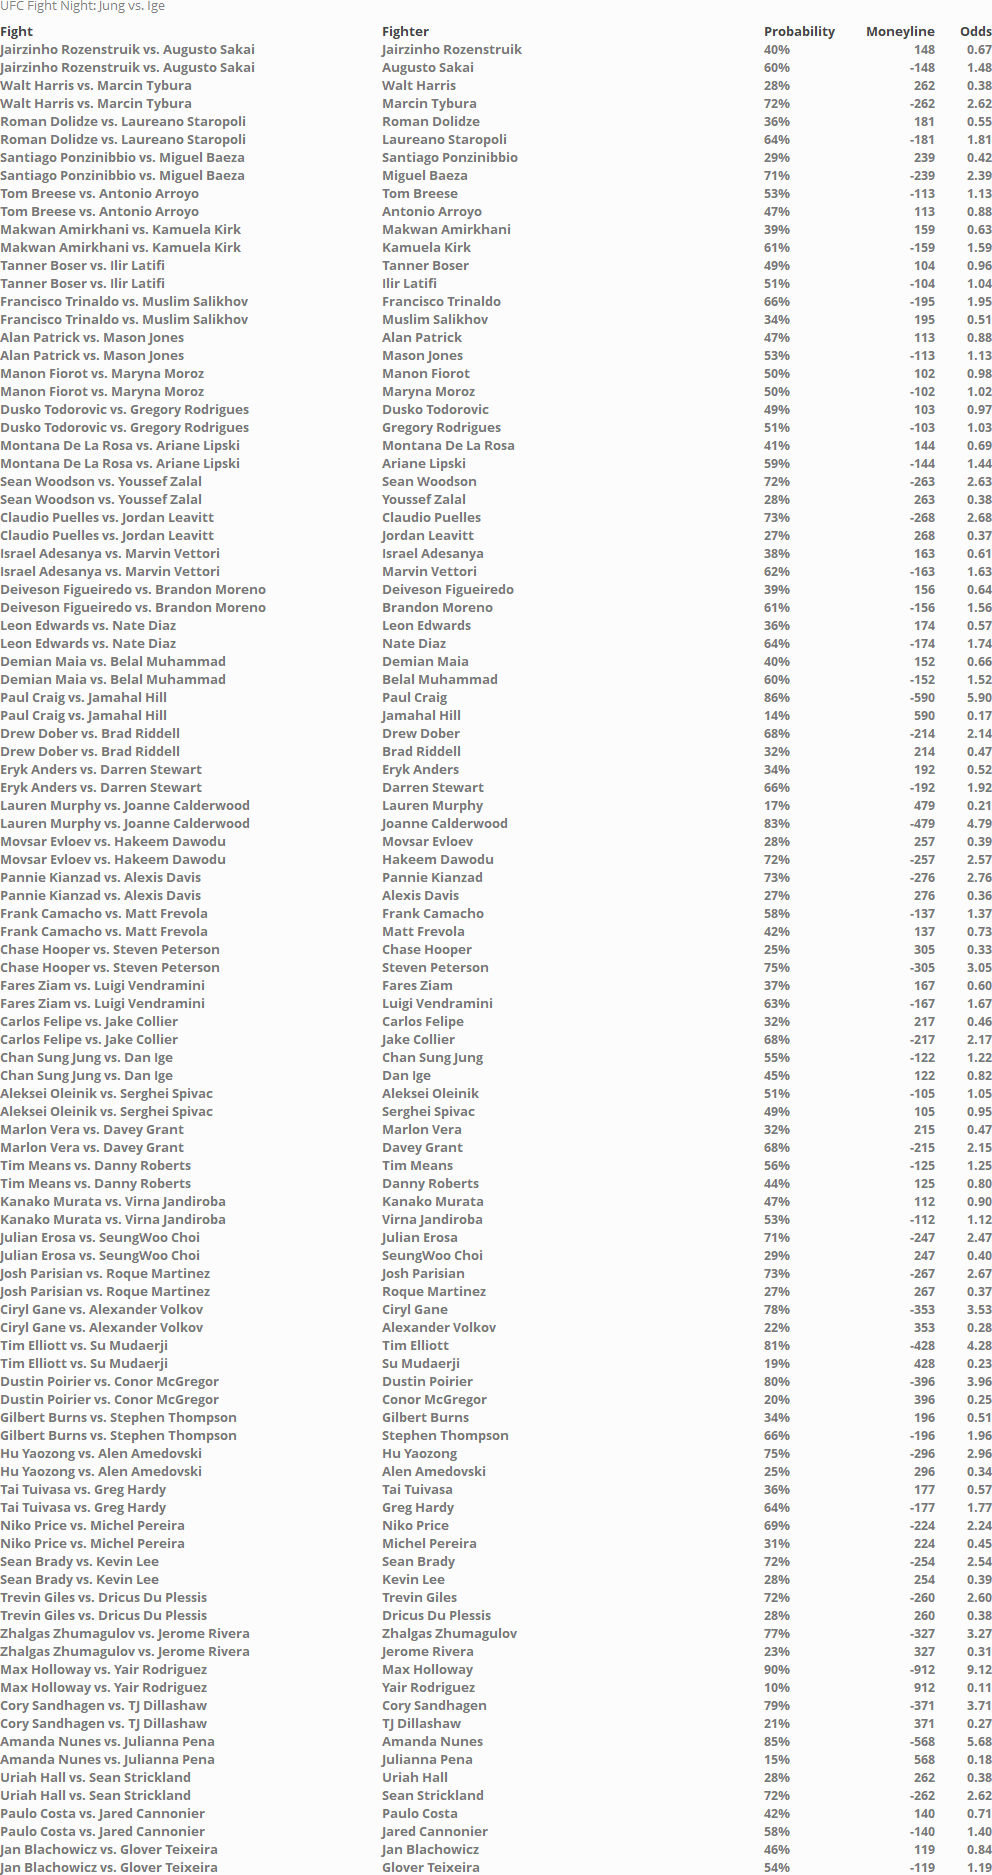 UFC Fight Night: Jung vs. Ige
Fight Fighter Probability Moneyline Odds
Jairzinho Rozenstruik vs. Augusto Sakai Jairzinho Rozenstruik 40% 148 0.67
Jairzinho Rozenstruik vs. Augusto Sakai Augusto Sakai 60% -148 1.48
Walt Harris vs. Marcin Tybura Walt Harris 28% 262 0.38
Walt Harris vs. Marcin Tybura Marcin Tybura 72% -262 2.62
Roman Dolidze vs. Laureano Staropoli Roman Dolidze 36% 181 0.55
Roman Dolidze vs. Laureano Staropoli Laureano Staropoli 64% -181 1.81
Santiago Ponzinibbio vs. Miguel Baeza Santiago Ponzinibbio 29% 239 0.42
Santiago Ponzinibbio vs. Miguel Baeza Miguel Baeza 71% -239 2.39
Tom Breese vs. Antonio Arroyo Tom Breese 53% -113 1.13
Tom Breese vs. Antonio Arroyo Antonio Arroyo 47% 113 0.88
Makwan Amirkhani vs. Kamuela Kirk Makwan Amirkhani 39% 159 0.63
Makwan Amirkhani vs. Kamuela Kirk Kamuela Kirk 61% -159 1.59
Tanner Boser vs. Ilir Latifi Tanner Boser 49% 104 0.96
Tanner Boser vs. Ilir Latifi Ilir Latifi 51% -104 1.04
Francisco Trinaldo vs. Muslim Salikhov Francisco Trinaldo 66% -195 1.95
Francisco Trinaldo vs. Muslim Salikhov Muslim Salikhov 34% 195 0.51
Alan Patrick vs. Mason Jones Alan Patrick 47% 113 0.88
Alan Patrick vs. Mason Jones Mason Jones 53% -113 1.13
Manon Fiorot vs. Maryna Moroz Manon Fiorot 50% 102 0.98
Manon Fiorot vs. Maryna Moroz Maryna Moroz 50% -102 1.02
Dusko Todorovic vs. Gregory Rodrigues Dusko Todorovic 49% 103 0.97
Dusko Todorovic vs. Gregory Rodrigues Gregory Rodrigues 51% -103 1.03
Montana De La Rosa vs. Ariane Lipski Montana De La Rosa 41% 144 0.69
Montana De La Rosa vs. Ariane Lipski Ariane Lipski 59% -144 1.44
Sean Woodson vs. Youssef Zalal Sean Woodson 72% -263 2.63
Sean Woodson vs. Youssef Zalal Youssef Zalal 28% 263 0.38
Claudio Puelles vs. Jordan Leavitt Claudio Puelles 73% -268 2.68
Claudio Puelles vs. Jordan Leavitt Jordan Leavitt 27% 268 0.37
Israel Adesanya vs. Marvin Vettori Israel Adesanya 38% 163 0.61
Israel Adesanya vs. Marvin Vettori Marvin Vettori 62% -163 1.63
Deiveson Figueiredo vs. Brandon Moreno Deiveson Figueiredo 39% 156 0.64
Deiveson Figueiredo vs. Brandon Moreno Brandon Moreno 61% -156 1.56
Leon Edwards vs. Nate Diaz Leon Edwards 36% 174 0.57
Leon Edwards vs. Nate Diaz Nate Diaz 64% -174 1.74
Demian Maia vs. Belal Muhammad Demian Maia 40% 152 0.66
Demian Maia vs. Belal Muhammad Belal Muhammad 60% -152 1.52
Paul Craig vs. Jamahal Hill Paul Craig 86% -590 5.90
Paul Craig vs. Jamahal Hill Jamahal Hill 14% 590 0.17
Drew Dober vs. Brad Riddell Drew Dober 68% -214 2.14
Drew Dober vs. Brad Riddell Brad Riddell 32% 214 0.47
Eryk Anders vs. Darren Stewart Eryk Anders 34% 192 0.52
Eryk Anders vs. Darren Stewart Darren Stewart 66% -192 1.92
Lauren Murphy vs. Joanne Calderwood Lauren Murphy 17% 479 0.21
Lauren Murphy vs. Joanne Calderwood Joanne Calderwood 83% -479 4.79
Movsar Evloev vs. Hakeem Dawodu Movsar Evloev 28% 257 0.39
Movsar Evloev vs. Hakeem Dawodu Hakeem Dawodu 72% -257 2.57
Pannie Kianzad vs. Alexis Davis Pannie Kianzad 73% -276 2.76
Pannie Kianzad vs. Alexis Davis Alexis Davis 27% 276 0.36
Frank Camacho vs. Matt Frevola Frank Camacho 58% -137 1.37
Frank Camacho vs. Matt Frevola Matt Frevola 42% 137 0.73
Chase Hooper vs. Steven Peterson Chase Hooper 25% 305 0.33
Chase Hooper vs. Steven Peterson Steven Peterson 75% -305 3.05
Fares Ziam vs. Luigi Vendramini Fares Ziam 37% 167 0.60
Fares Ziam vs. Luigi Vendramini Luigi Vendramini 63% -167 1.67
Carlos Felipe vs. Jake Collier Carlos Felipe 32% 217 0.46
Carlos Felipe vs. Jake Collier Jake Collier 68% -217 2.17
Chan Sung Jung vs. Dan Ige Chan Sung Jung 55% -122 1.22
Chan Sung Jung vs. Dan Ige Dan Ige 45% 122 0.82
Aleksei Oleinik vs. Serghei Spivac Aleksei Oleinik 51% -105 1.05
Aleksei Oleinik vs. Serghei Spivac Serghei Spivac 49% 105 0.95
Marlon Vera vs. Davey Grant Marlon Vera 32% 215 0.47
Marlon Vera vs. Davey Grant Davey Grant 68% -215 2.15
Tim Means vs. Danny Roberts Tim Means 56% -125 1.25
Tim Means vs. Danny Roberts Danny Roberts 44% 125 0.80
Kanako Murata vs. Virna Jandiroba Kanako Murata 47% 112 0.90
Kanako Murata vs. Virna Jandiroba Virna Jandiroba 53% -112 1.12
Julian Erosa vs. SeungWoo Choi Julian Erosa 71% -247 2.47
Julian Erosa vs. SeungWoo Choi SeungWoo Choi 29% 247 0.40
Josh Parisian vs. Roque Martinez Josh Parisian 73% -267 2.67
Josh Parisian vs. Roque Martinez Roque Martinez 27% 267 0.37
Ciryl Gane vs. Alexander Volkov Ciryl Gane 78% -353 3.53
Ciryl Gane vs. Alexander Volkov Alexander Volkov 22% 353 0.28
Tim Elliott vs. Su Mudaerji Tim Elliott 81% -428 4.28
Tim Elliott vs. Su Mudaerji Su Mudaerji 19% 428 0.23
Dustin Poirier vs. Conor McGregor Dustin Poirier 80% -396 3.96
Dustin Poirier vs. Conor McGregor Conor McGregor 20% 396 0.25
Gilbert Burns vs. Stephen Thompson Gilbert Burns 34% 196 0.51
Gilbert Burns vs. Stephen Thompson Stephen Thompson 66% -196 1.96
Hu Yaozong vs. Alen Amedovski Hu Yaozong 75% -296 2.96
Hu Yaozong vs. Alen Amedovski Alen Amedovski 25% 296 0.34
Tai Tuivasa vs. Greg Hardy Tai Tuivasa 36% 177 0.57
Tai Tuivasa vs. Greg Hardy Greg Hardy 64% -177 1.77
Niko Price vs. Michel Pereira Niko Price 69% -224 2.24
Niko Price vs. Michel Pereira Michel Pereira 31% 224 0.45
Sean Brady vs. Kevin Lee Sean Brady 72% -254 2.54
Sean Brady vs. Kevin Lee Kevin Lee 28% 254 0.39
Trevin Giles vs. Dricus Du Plessis Trevin Giles 72% -260 2.60
Trevin Giles vs. Dricus Du Plessis Dricus Du Plessis 28% 260 0.38
Zhalgas Zhumagulov vs. Jerome Rivera Zhalgas Zhumagulov 77% -327 3.27
Zhalgas Zhumagulov vs. Jerome Rivera Jerome Rivera 23% 327 0.31
Max Holloway vs. Yair Rodriguez Max Holloway 90% -912 9.12
Max Holloway vs. Yair Rodriguez Yair Rodriguez 10% 912 0.11
Cory Sandhagen vs. TJ Dillashaw Cory Sandhagen 79% -371 3.71
Cory Sandhagen vs. TJ Dillashaw TJ Dillashaw 21% 371 0.27
Amanda Nunes vs. Julianna Pena Amanda Nunes 85% -568 5.68
Amanda Nunes vs. Julianna Pena Julianna Pena 15% 568 0.18
Uriah Hall vs. Sean Strickland Uriah Hall 28% 262 0.38
Uriah Hall vs. Sean Strickland Sean Strickland 72% -262 2.62
Paulo Costa vs. Jared Cannonier Paulo Costa 42% 140 0.71
Paulo Costa vs. Jared Cannonier Jared Cannonier 58% -140 1.40
Jan Blachowicz vs. Glover Teixeira Jan Blachowicz 46% 119 0.84
Jan Blachowicz vs. Glover Teixeira Glover Teixeira 54% -119 1.19